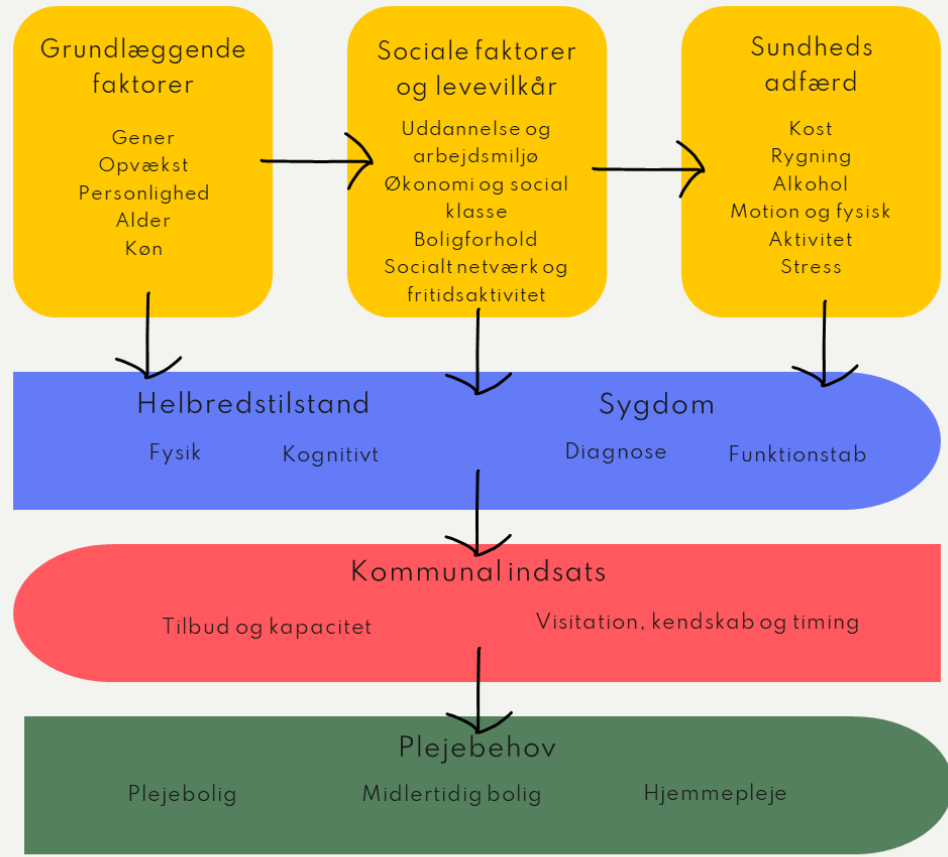 Grundlæggende
faktorer
Gener
Opvækst
Personlighed
Alder
Køn
Sociale faktorer
og levevilkår
Uddannelse og
arbejdsmiljø
Økonomi og social
klasse
Boligforhold
Socialt netværk og
fritidsaktivitet
Sundheds
adfærd
Kost
Rygning
Alkohol
Motion og fysisk
Aktivitet
Stress
Helbredstilstand
Fysik
Kognitivt
Sygdom
Diagnose
Funktionstab
Kommunal indsats
Tilbud og kapacitet
Visitation, kendskab og timing
Plejebehov
Plejebolig
Midlertidig bolig
Hjemmepleje